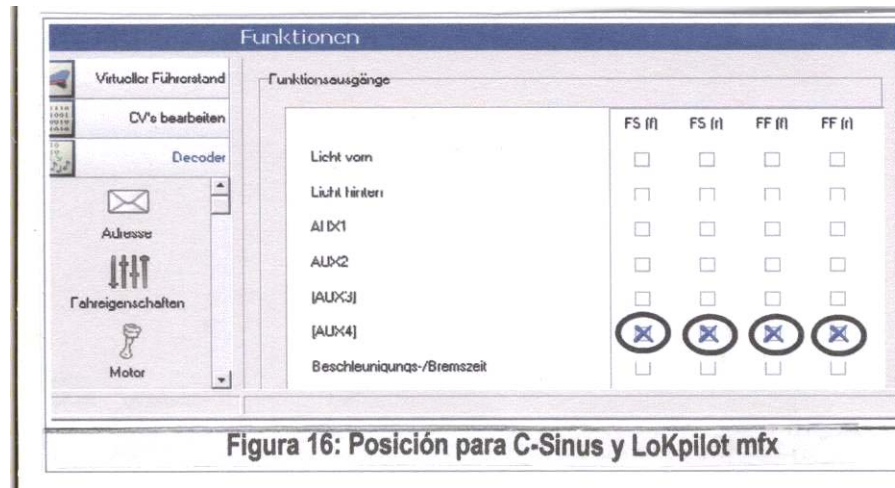 Funktionen
Virtueller Führerstand
CV's bearbeiten
Decoder
Adresse
Fahreigenschaften
Motor
Funktionsausgänge
FS (f) FS (r) FF (f) FF (r)
Licht vorn
Licht hinten
AUX1
AUX2
[AUX3]
[AUX4]
Beschleunigungs-/Bremszeit
Figura 16: Posición para C-Sinus y LoKpilot mfx